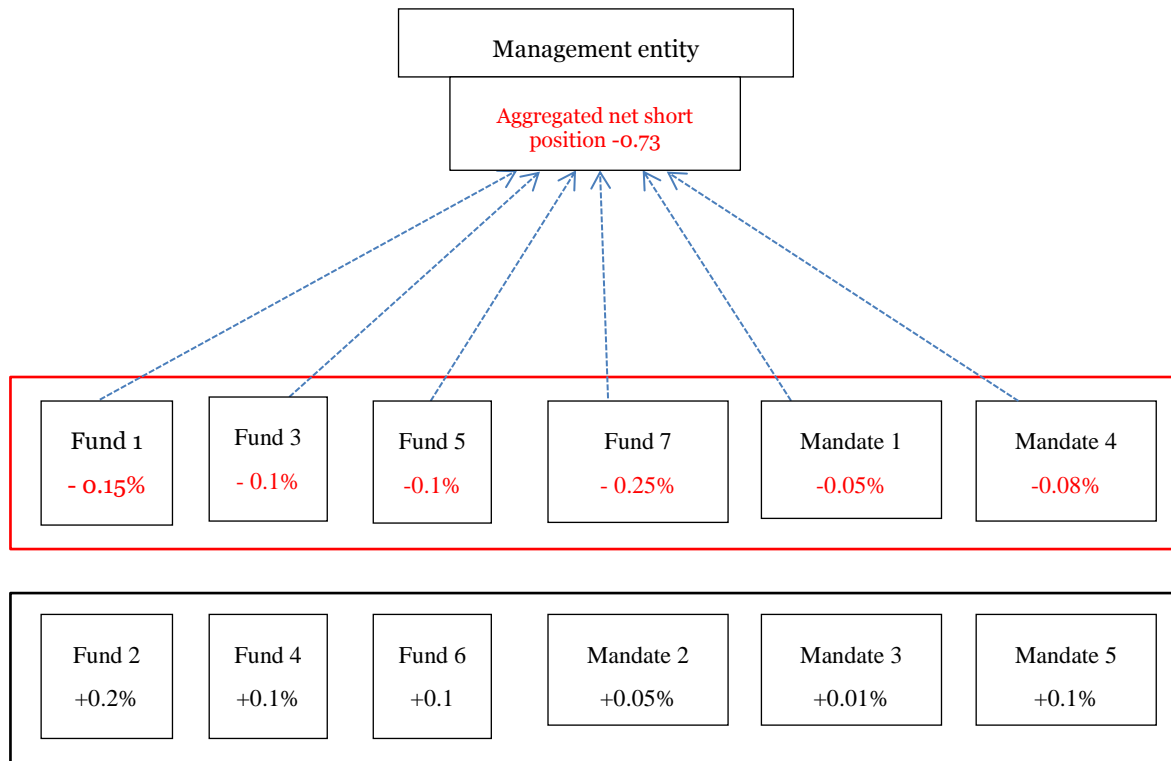 Management entity
Aggregated net short
position -0.73
Fund 1
- 0.15%
Fund 3
- 0.1%
Fund 5
-0.1%
Fund 7
- 0.25%
Mandate 1
-0.05%
Mandate 4
-0.08%
Fund 2
+0.2%
Fund 4
+0.1%
Fund 6
+0.1
Mandate 2
+0.05%
Mandate 3
+0.01%
Mandate 5
+0.1%